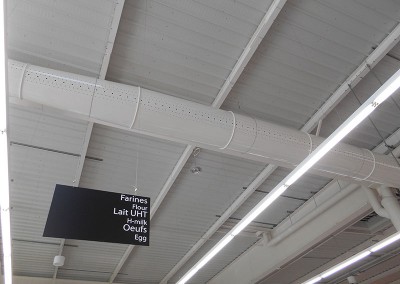 Farines
Flour
Lait UHT
H-milk
Oeufs
Egg